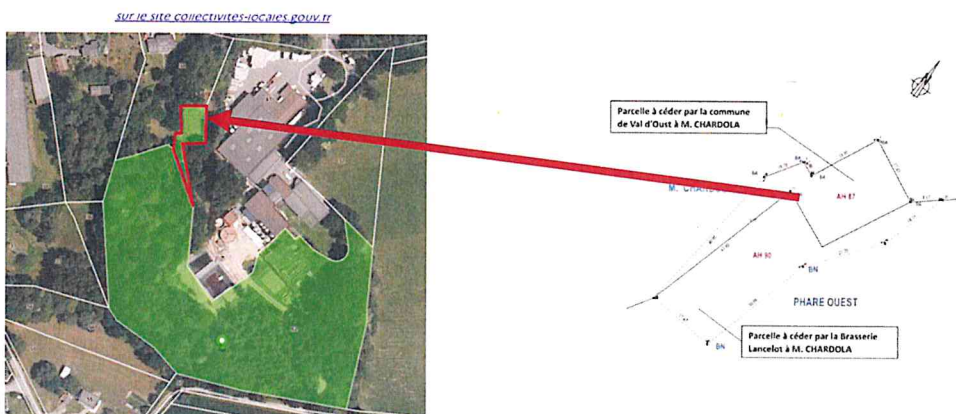 sur le site collectivites-locales.gouv.fr
Parcelle à céder par la commune
de Val d'Oust à M. CHARDOLA
AH 87
AH 90
BN
PHARE OUEST
Parcelle à céder par la Brasserie
Lancelot à M. CHARDOLA
BN